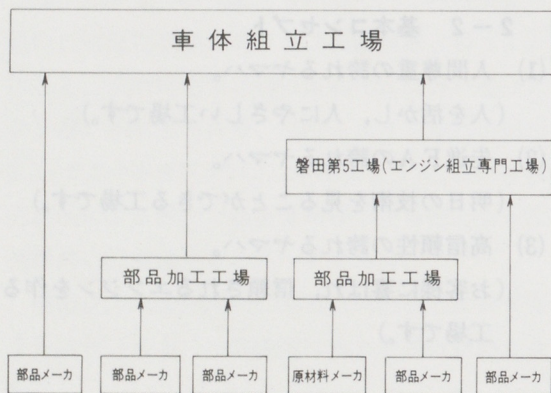 車体組立工場
磐田第5工場(エンジン組立専門工場)
部品加工工場
部品加工工場
部品メーカ
部品メーカ
部品メーカ
原材料メーカ
部品メーカ
部品メーカ